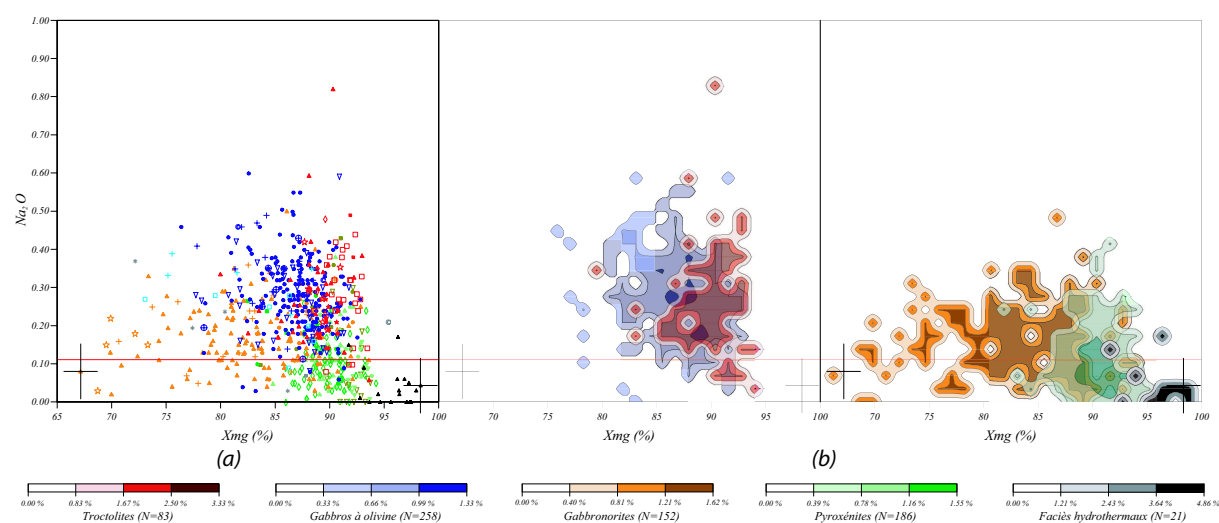 1.00
0.90
0.80
0.70
0.60
0.50
0.40
0.30
0.20
0.10
0.00
Na2O
65 70 75 80 85 90 95 100
70 75 80 85 90 95 100
70 75 80 85 90 95 100
Xmg (%) Xmg (%) Xmg (%)
(a) (b)
0.00 % 0.83 % 1.67 % 2.50 % 3.33 %
Troctolites (N=83)
0.00 % 0.33 % 0.66 % 0.99 % 1.33 %
Gabbros à olivine (N=258)
0.00 % 0.40 % 0.81 % 1.21 % 1.62 %
Gabbronorites (N=152)
0.00 % 0.39 % 0.78 % 1.16 % 1.55 %
Pyroxénites (N=186)
0.00 % 1.21 % 2.43 % 3.64 % 4.86 %
Faciès hydrothermaux (N=21)